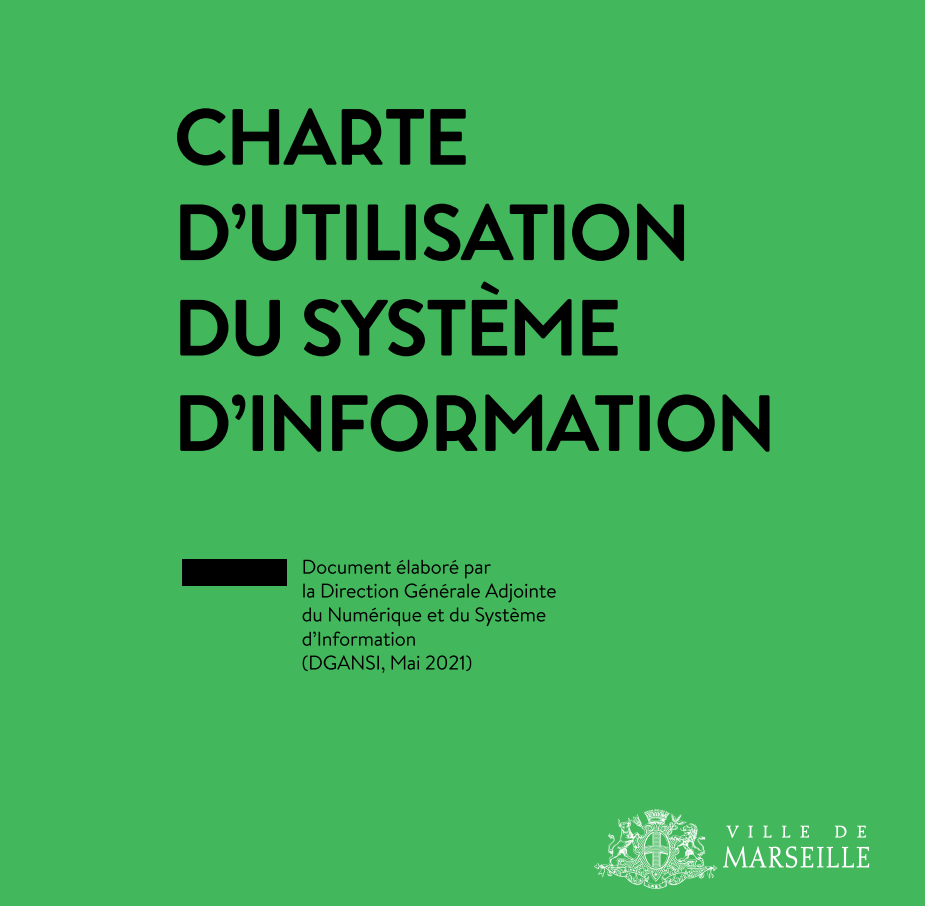 CHARTE
D’UTILISATION
DU SYSTÈME
D’INFORMATION
Document élaboré par
la Direction Générale Adjointe
du Numérique et du Système
d’Information
(DGANSI, Mai 2021)
VILLE DE
MARSEILLE